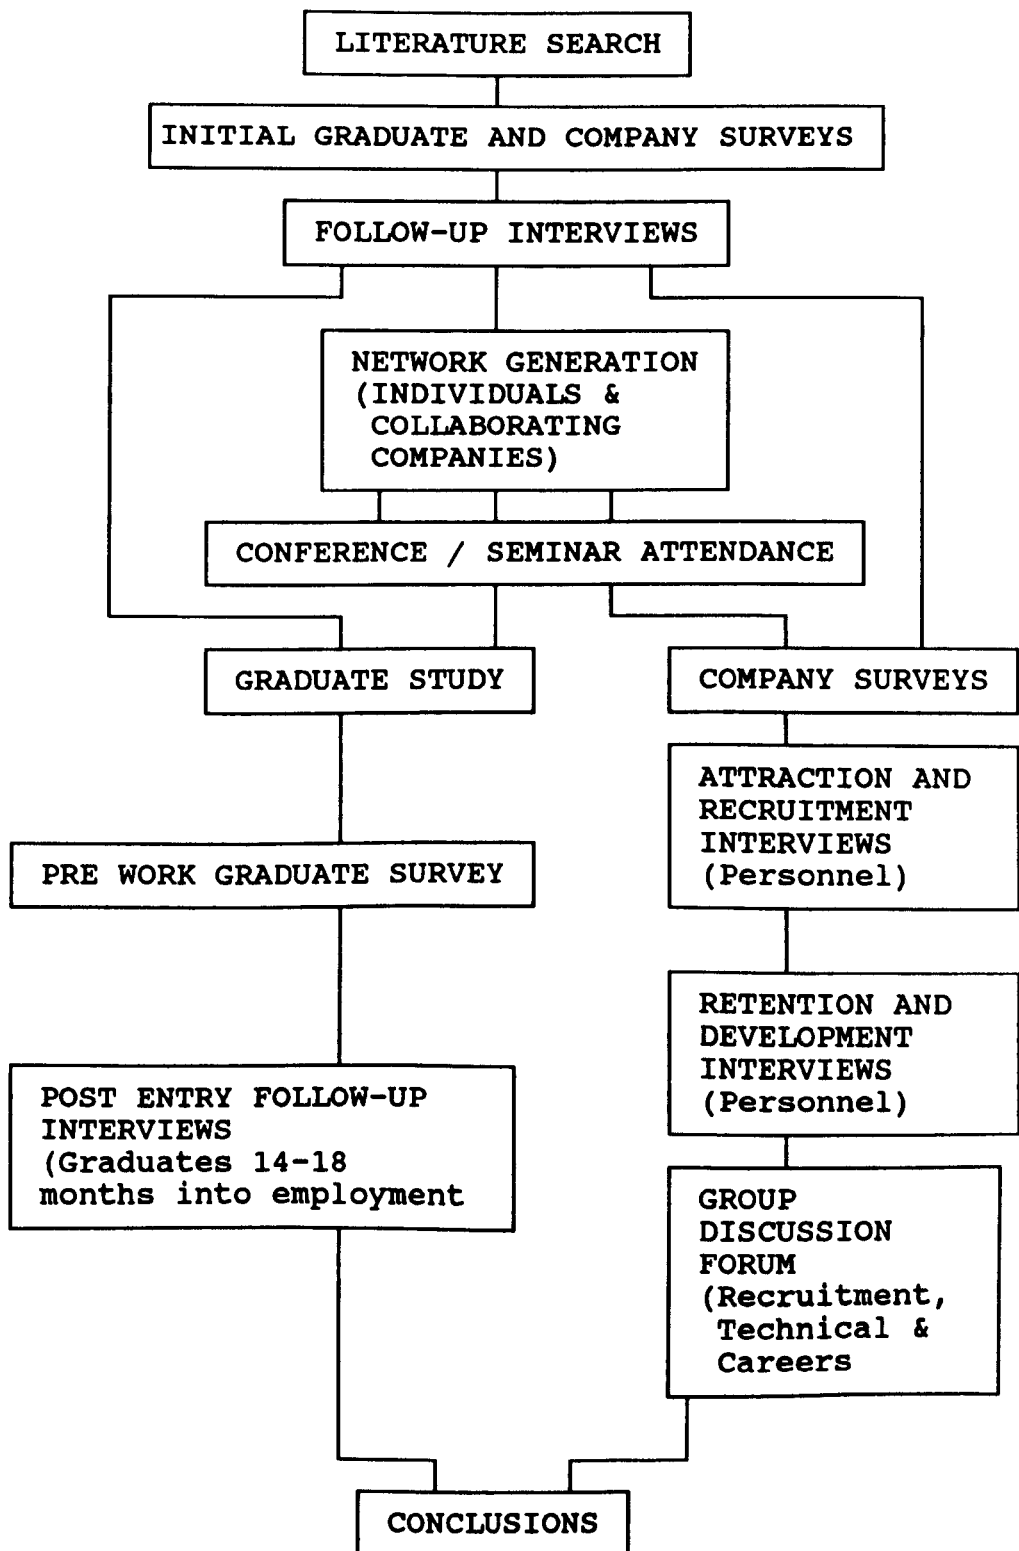 LITERATURE SEARCH
INITIAL GRADUATE AND COMPANY SURVEYS
FOLLOW-UP INTERVIEWS
NETWORK GENERATION
(INDIVIDUALS &
COLLABORATING
COMPANIES)
CONFERENCE / SEMINAR ATTENDANCE
GRADUATE STUDY
COMPANY SURVEYS
ATTRACTION AND
RECRUITMENT
INTERVIEWS
(Personnel)
PRE WORK GRADUATE SURVEY
RETENTION AND
DEVELOPMENT
INTERVIEWS
(Personnel)
POST ENTRY FOLLOW-UP
INTERVIEWS
(Graduates 14-18
months into employment
GROUP
DISCUSSION
FORUM
(Recruitment,
Technical &
Careers
CONCLUSIONS